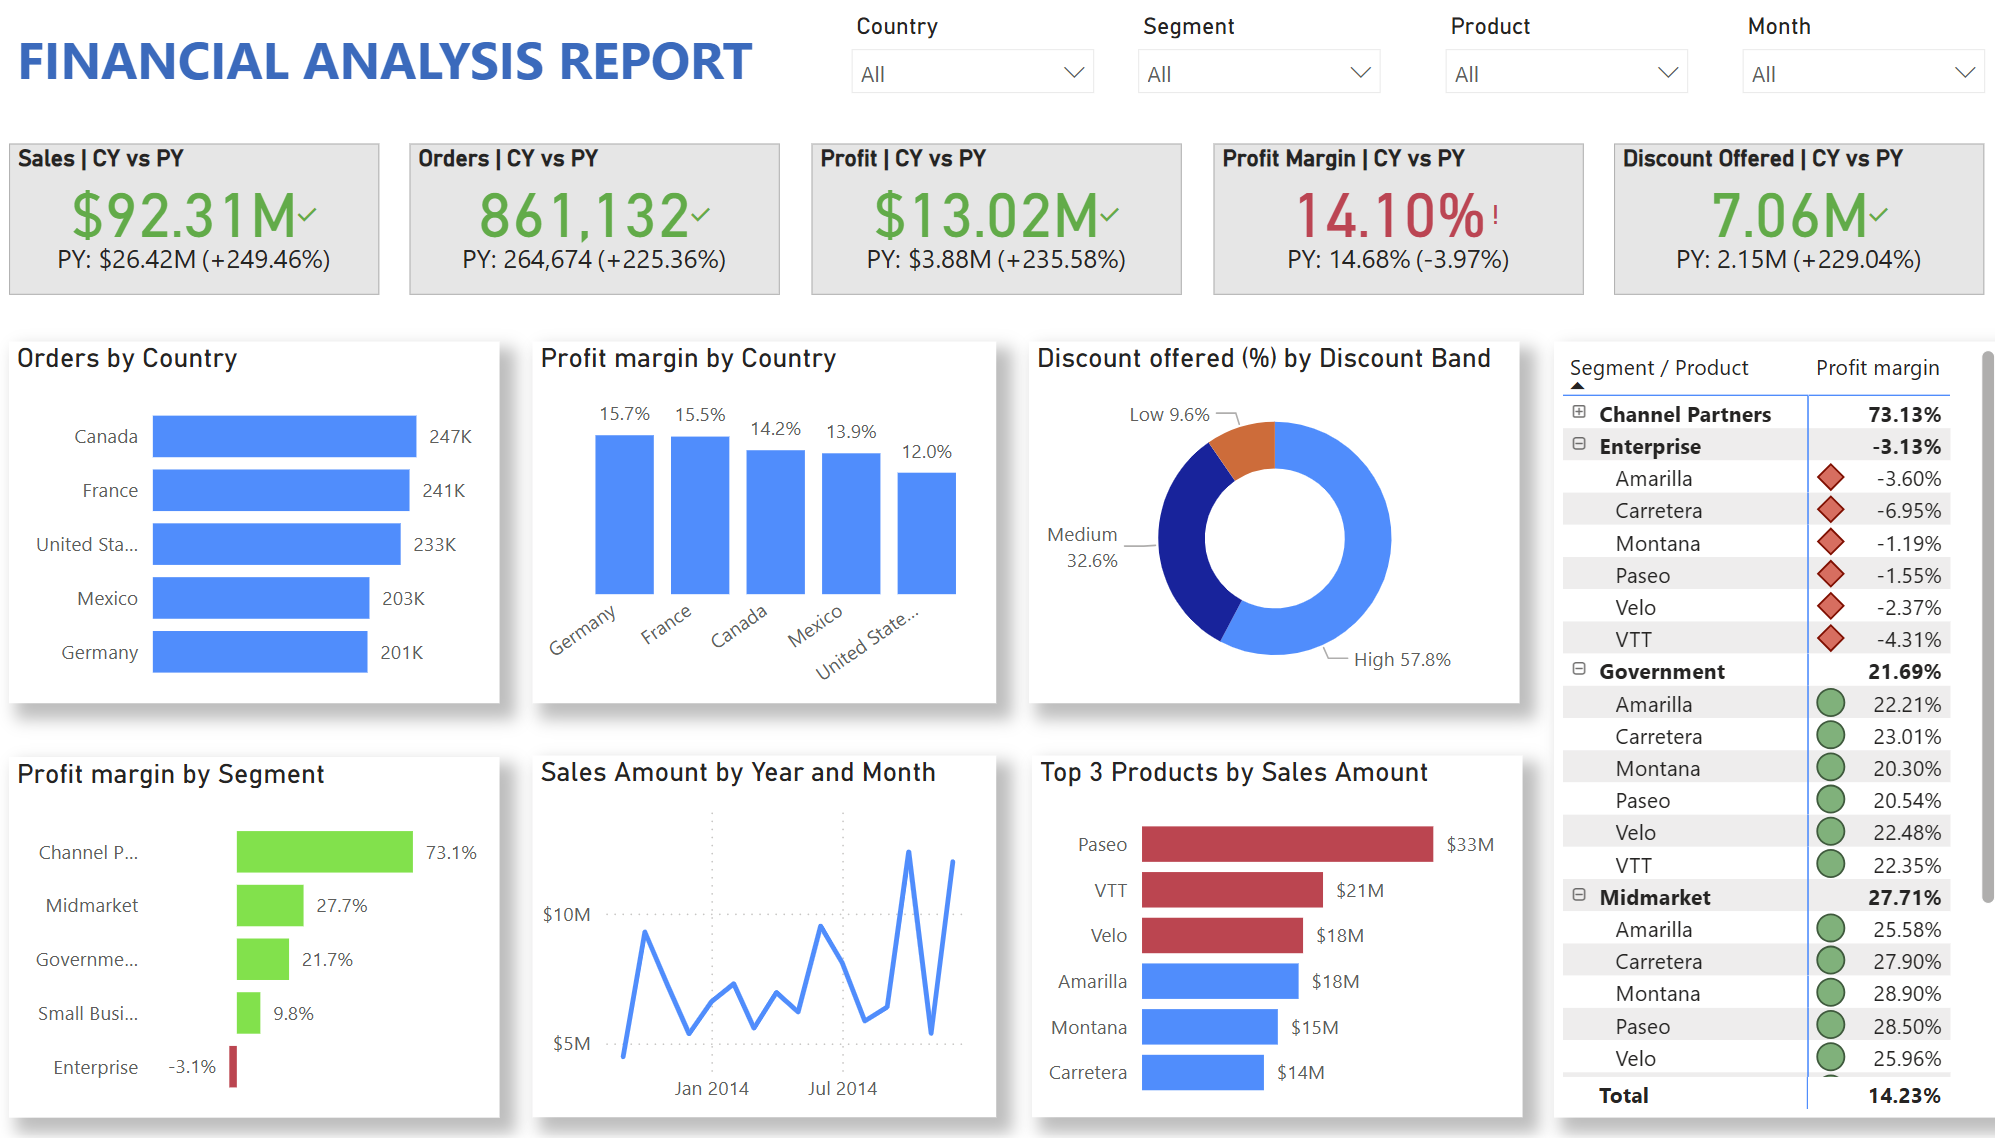 FINANCIAL ANALYSIS REPORT
Country
Segment
Product
Month
All
All
All
All
Sales | CY vs PY
$92.31M
PY: $26.42M (+249.46%)
Orders | CY vs PY
861,132
PY: 264,674 (+225.36%)
Profit | CY vs PY
$13.02M
PY: $3.88M (+235.58%)
Profit Margin | CY vs PY
14.10%!
PY: 14.68% (-3.97%)
Discount Offered | CY vs PY
7.06M
PY: 2.15M (+229.04%)
Orders by Country
Canada 247K
France 241K
United Sta... 233K
Mexico 203K
Germany 201K
Profit margin by Country
15.7% 15.5% 14.2% 13.9% 12.0%
Germany France Canada Mexico United State...
Discount offered (%) by Discount Band
Low 9.6%
Medium
32.6%
High 57.8%
Profit margin by Segment
Channel P... 73.1%
Midmarket 27.7%
Governme... 21.7%
Small Busi... 9.8%
Enterprise -3.1%
Sales Amount by Year and Month
$10M
$5M
Jan 2014 Jul 2014
Top 3 Products by Sales Amount
Paseo $33M
VTT $21M
Velo $18M
Amarilla $18M
Montana $15M
Carretera $14M
Segment / Product Profit margin
Channel Partners 73.13%
Enterprise -3.13%
Amarilla -3.60%
Carretera -6.95%
Montana -1.19%
Paseo -1.55%
Velo -2.37%
VTT -4.31%
Government 21.69%
Amarilla 22.21%
Carretera 23.01%
Montana 20.30%
Paseo 20.54%
Velo 22.48%
VTT 22.35%
Midmarket 27.71%
Amarilla 25.58%
Carretera 27.90%
Montana 28.90%
Paseo 28.50%
Velo 25.96%
Total 14.23%